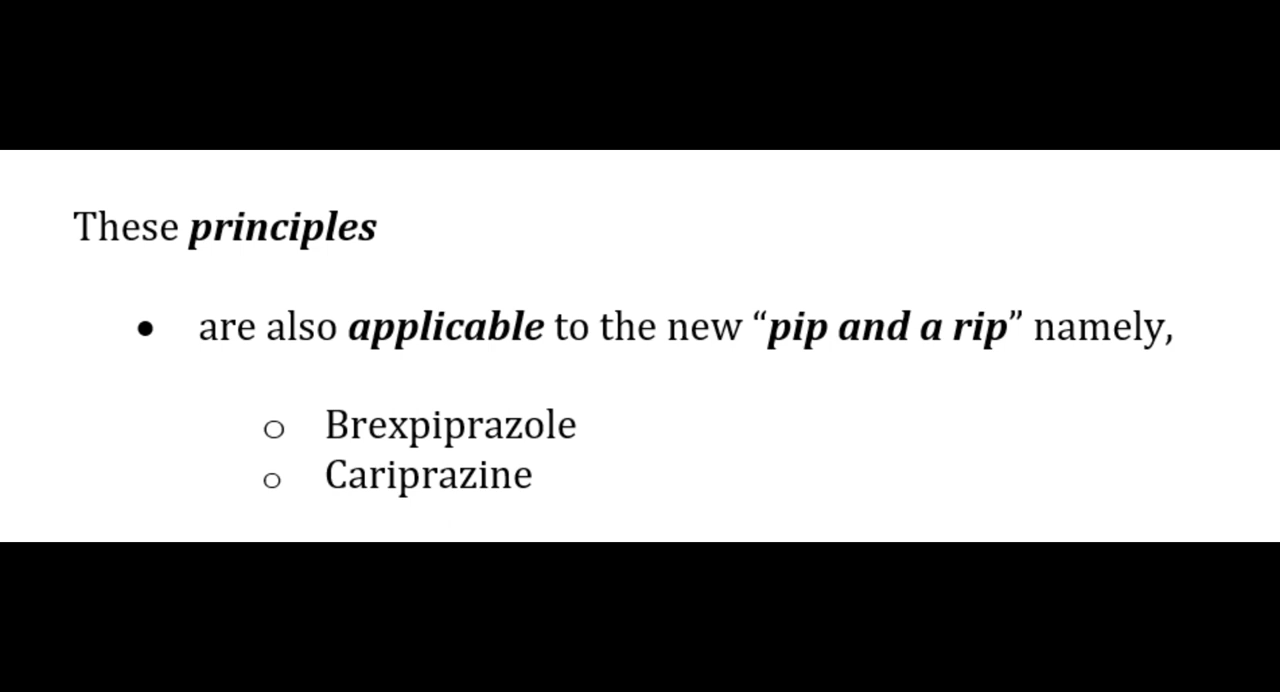 These principles
• are also applicable to the new “pip and a rip” namely,
o Brexpiprazole
o Cariprazine